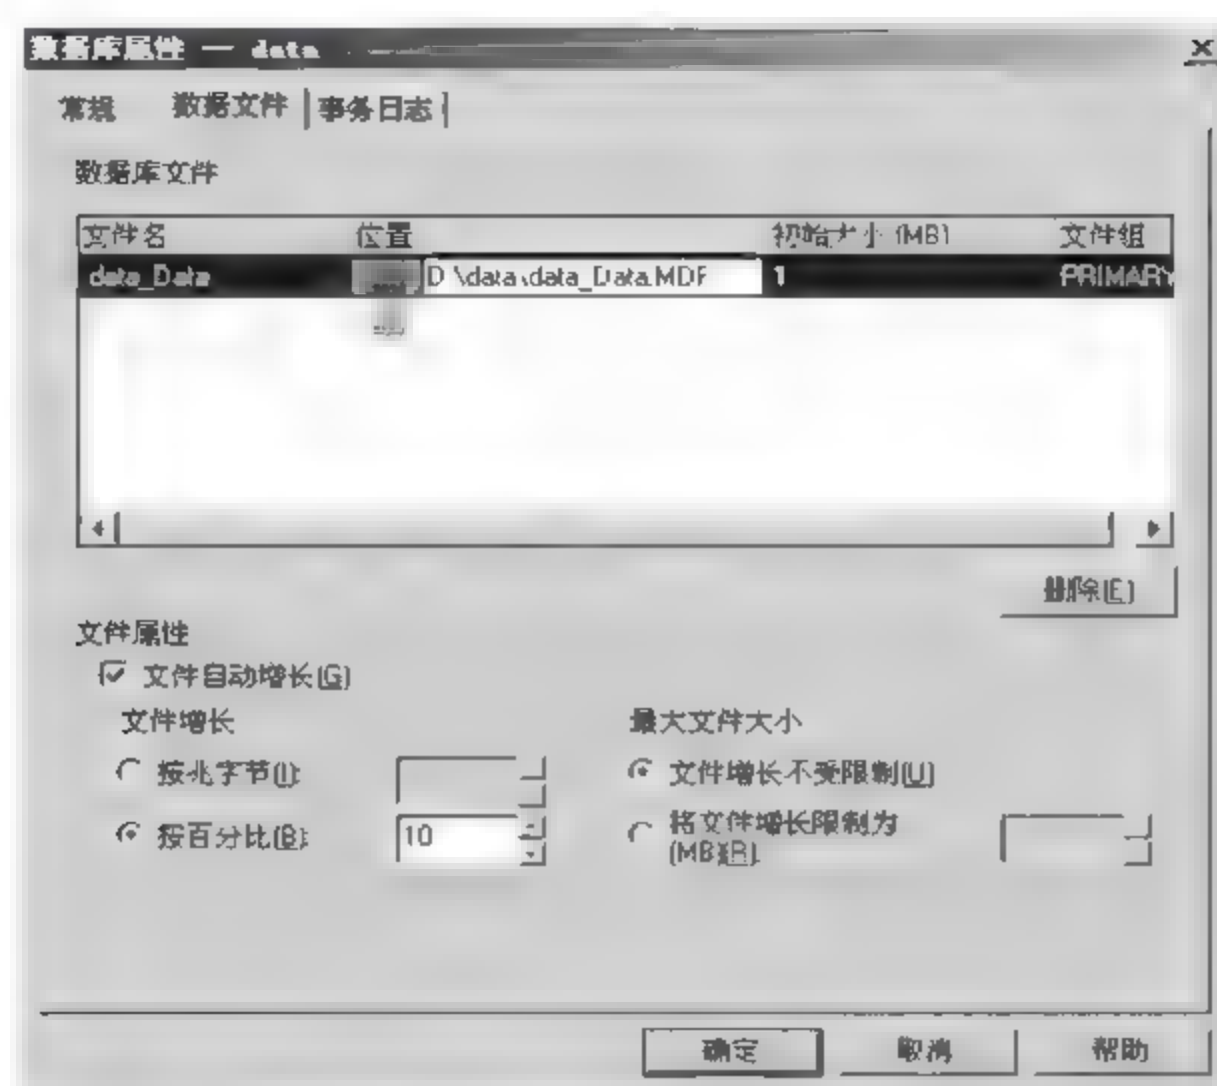 数据库属性 — data
常规 数据文件 事务日志
数据库文件
文件名 位置 初始大小(MB) 文件组
data_Data ... D:\data\data_Data.MDF 1 PRIMARY
...
删除(E)
文件属性
文件自动增长(G)
文件增长 最大文件大小
按兆字节(I): 文件增长不受限制(U)
按百分比(B): 10 将文件增长限制为
(MB)(R):
确定 取消 帮助